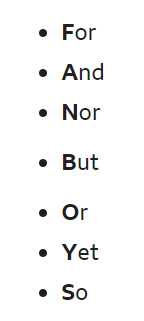 • For
• And
• Nor
• But
• Or
• Yet
• So